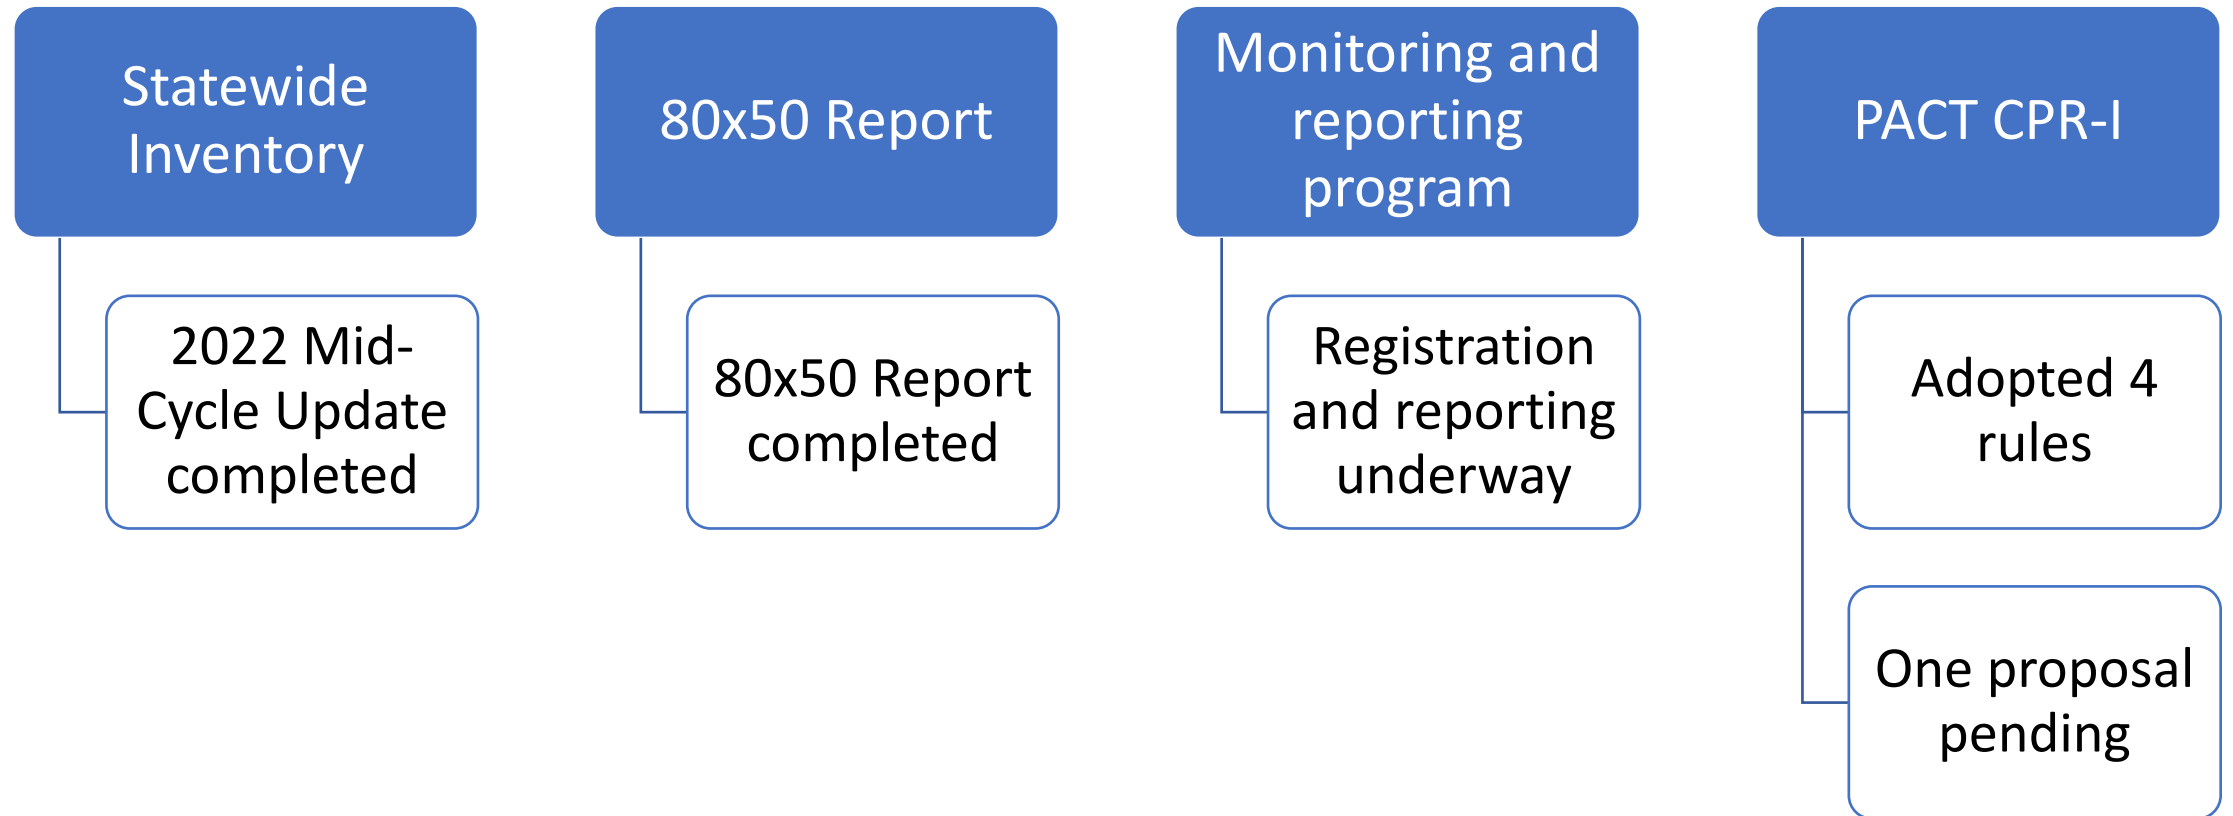 Statewide
Inventory
2022 Mid-
Cycle Update
completed
80x50 Report
80x50 Report
completed
Monitoring and
reporting
program
Registration
and reporting
underway
PACT CPR-I
Adopted 4
rules
One proposal
pending